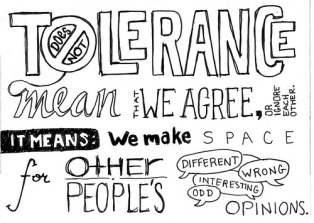 TOLERANCE
DOES NOT
mean THAT WE AGREE, OR IGNORE EACH OTHER.
IT MEANS: We make SPACE
for OTHER PEOPLE'S
DIFFERENT
WRONG
INTERESTING
ODD
OPINIONS.